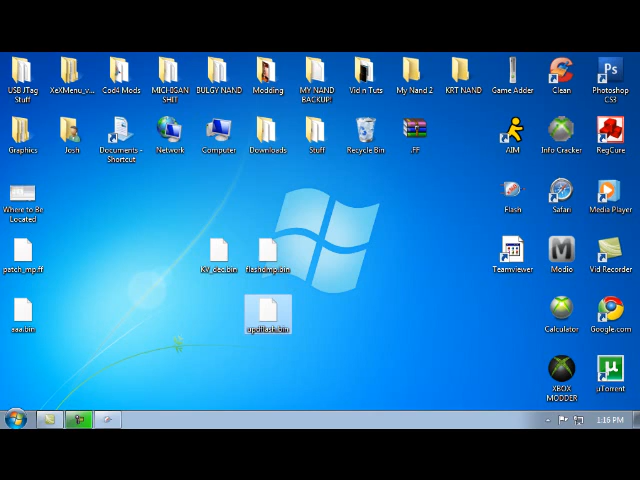 USB JTag Stuff
XeXMenu_v...
Cod4 Mods
MICHIGAN SHIT
BULGY NAND
Modding
MY NAND BACKUP!
Vid n Tuts
My Nand 2
KRT NAND
Game Adder
Clean
Photoshop CS3
Ps
Graphics
Josh
Documents - Shortcut
Network
Computer
Downloads
Stuff
Recycle Bin
.FF
AIM
Info Cracker
RegCure
Where to Be Located
Flash
Safari
Media Player
patch_mp.ff
KV_dec.bin
flashdmp.bin
Teamviewer
Modio
Vid Recorder
aaa.bin
updflash.bin
Calculator
Google.com
XBOX MODDER
µTorrent
1:16 PM